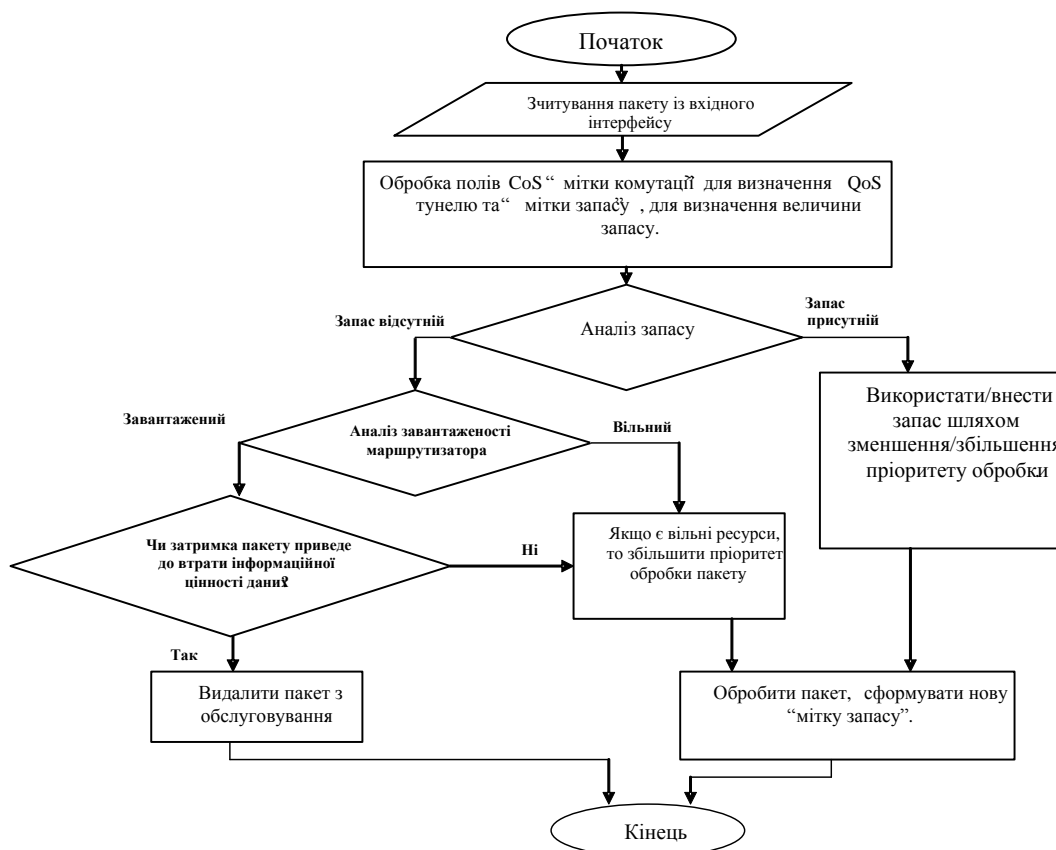 Початок
Зчитування пакету із вхідного
інтерфейсу
Обробка полів CoS “ мітки комутації” для визначення QoS
тунелю та “ мітки запасу” , для визначення величини
запасу.
Запас відсутній
Аналіз запасу
Запас
присутній
Завантажений
Аналіз завантаженості
маршрутизатора
Вільний
Використати/внести
запас шляхом
зменшення/збільшення
пріоритету обробки
Чи затримка пакету приведе
до втрати інформаційної
цінності даних?
Ні
Якщо є вільні ресурси,
то збільшити пріоритет
обробки пакету
Так
Видалити пакет з
обслуговування
Обробити пакет, сформувати нову
“мітку запасу”.
Кінець